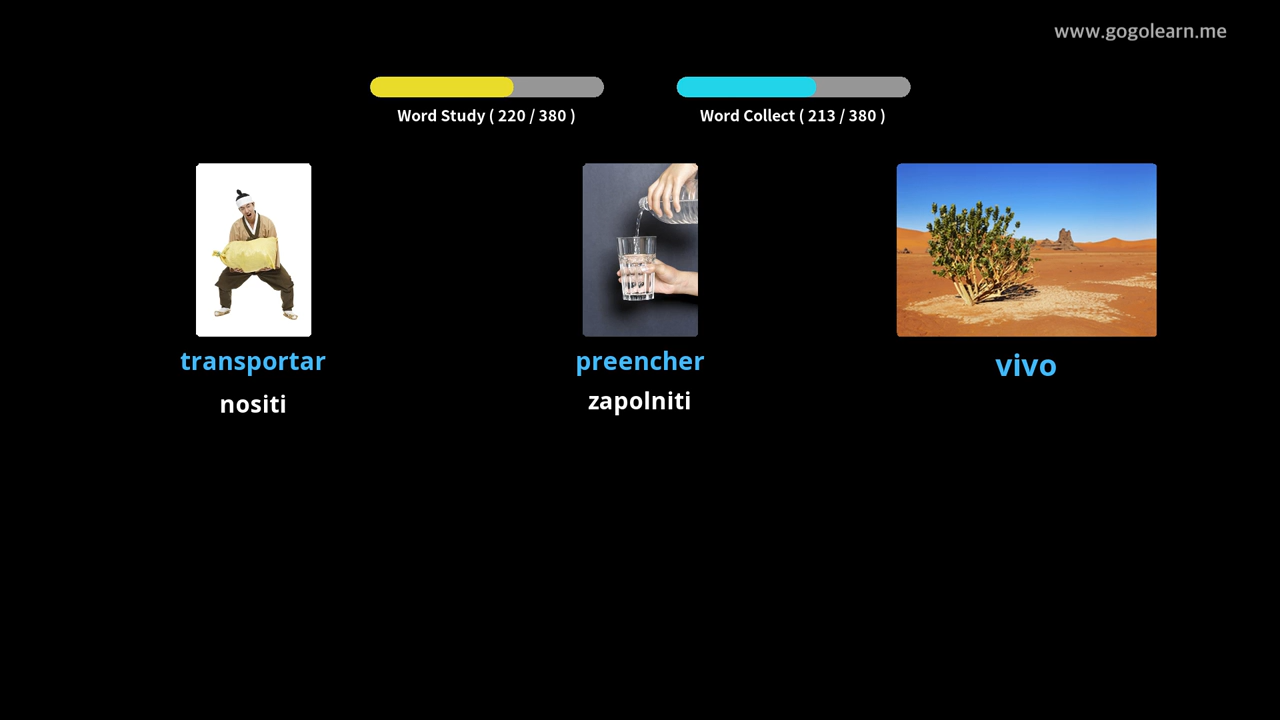 www.gogolearn.me
Word Study ( 220 / 380 )
Word Collect ( 213 / 380 )
transportar
nositi
preencher
zapolniti
vivo